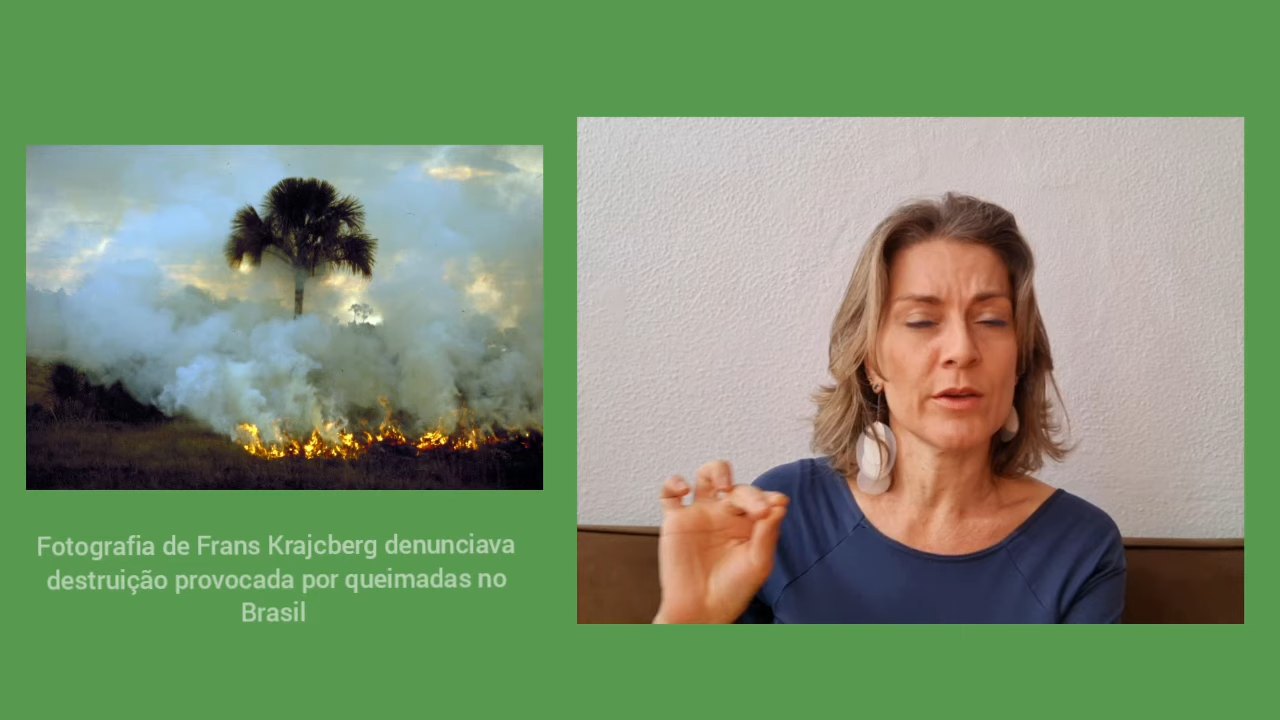 Fotografia de Frans Krajcberg denunciava
destruição provocada por queimadas no
Brasil